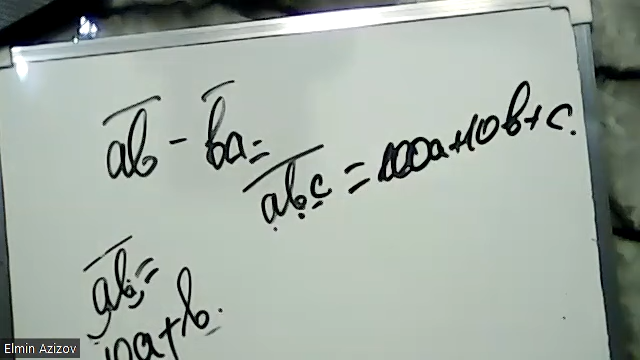 ab - ba =
abc = 100a+10b+c.
ab =
10a+b.
Elmin Azizov